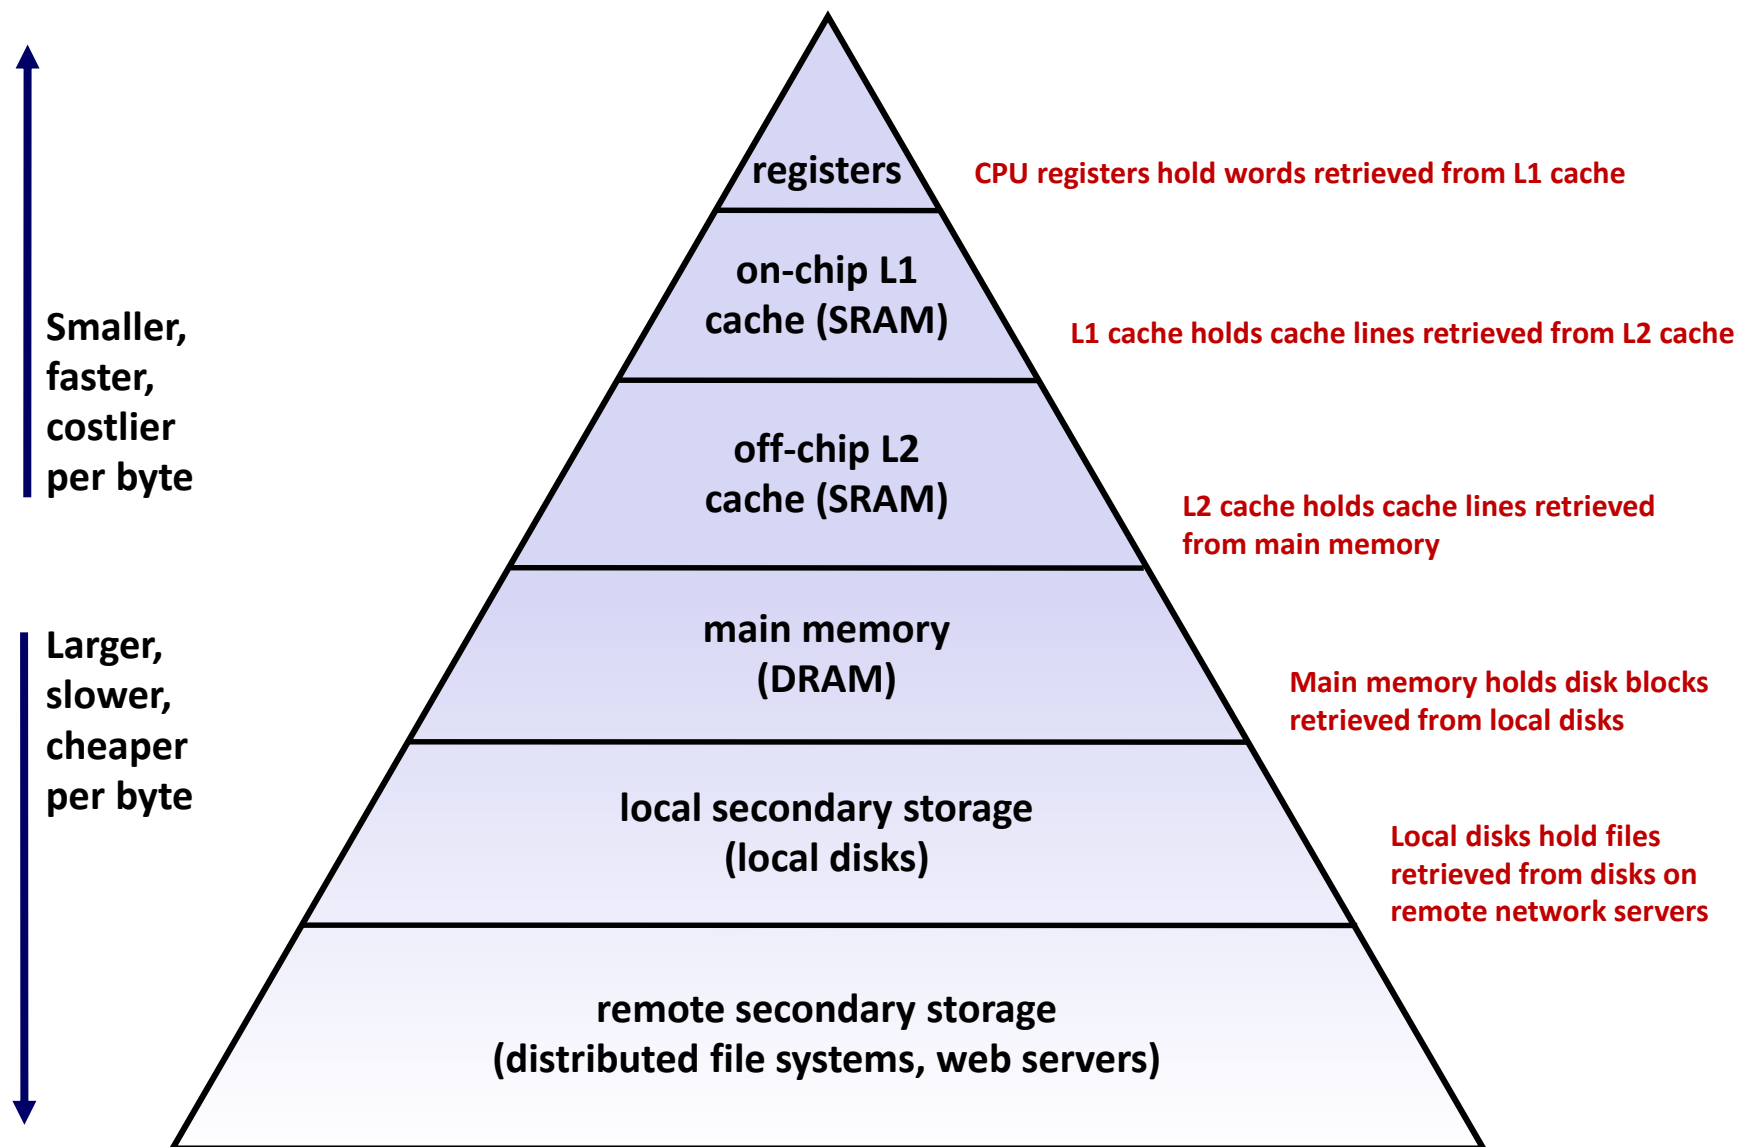 registers
CPU registers hold words retrieved from L1 cache
on-chip L1
cache (SRAM)
L1 cache holds cache lines retrieved from L2 cache
Smaller,
faster,
costlier
per byte
off-chip L2
cache (SRAM)
L2 cache holds cache lines retrieved
from main memory
Larger,
slower,
cheaper
per byte
main memory
(DRAM)
Main memory holds disk blocks
retrieved from local disks
local secondary storage
(local disks)
Local disks hold files
retrieved from disks on
remote network servers
remote secondary storage
(distributed file systems, web servers)